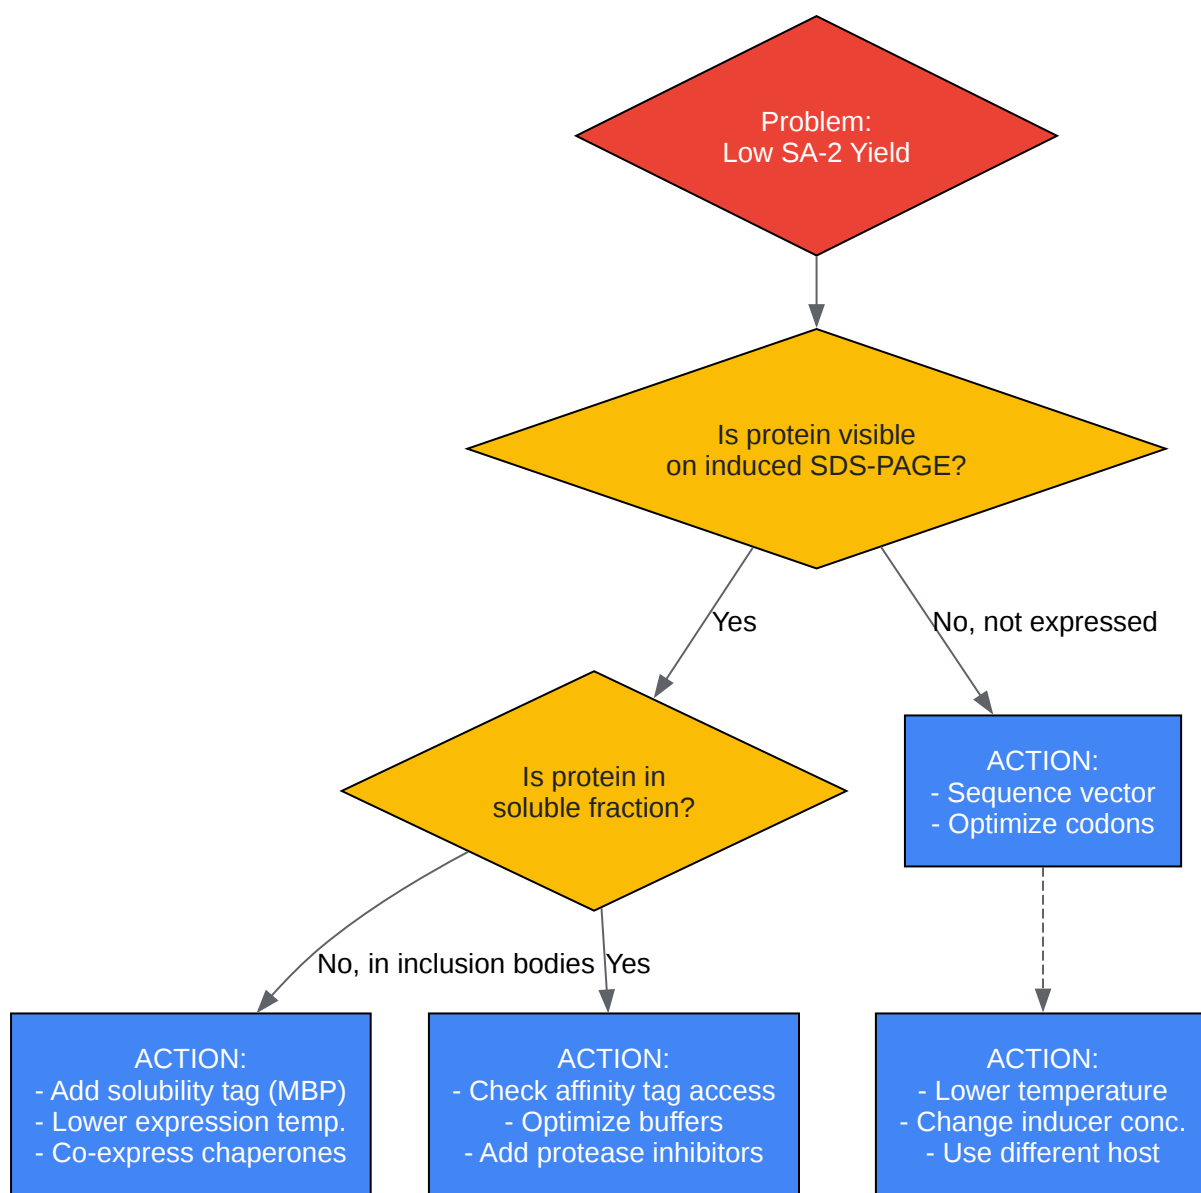 Problem:
Low SA-2 Yield
Is protein visible
on induced SDS-PAGE?
Yes
No, not expressed
Is protein in
soluble fraction?
ACTION:
- Sequence vector
- Optimize codons
No, in inclusion bodies
Yes
ACTION:
- Add solubility tag (MBP)
- Lower expression temp.
- Co-express chaperones
ACTION:
- Check affinity tag access
- Optimize buffers
- Add protease inhibitors
ACTION:
- Lower temperature
- Change inducer conc.
- Use different host